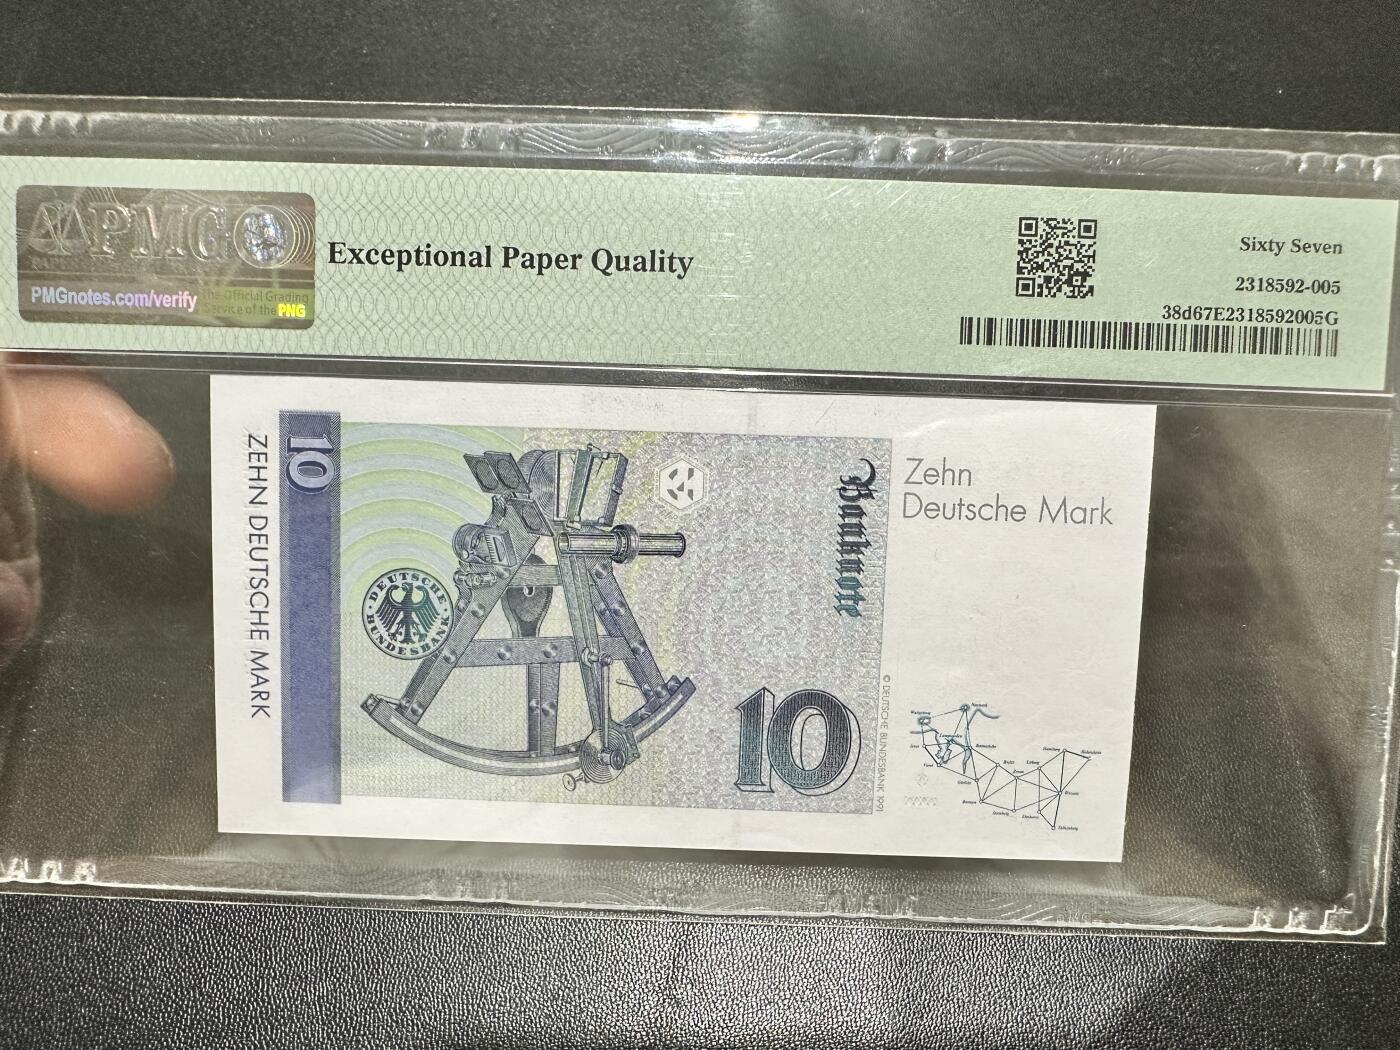 PMG
PMGnotes.com/verify
The Official Grading
Service of the PNG
Exceptional Paper Quality
Sixty Seven
2318592-005
38d67E2318592005G
ZEHN DEUTSCHE MARK
10
DEUTSCHE
BUNDESBANK
Banknote
10
© DEUTSCHE BUNDESBANK 1991
Zehn
Deutsche Mark